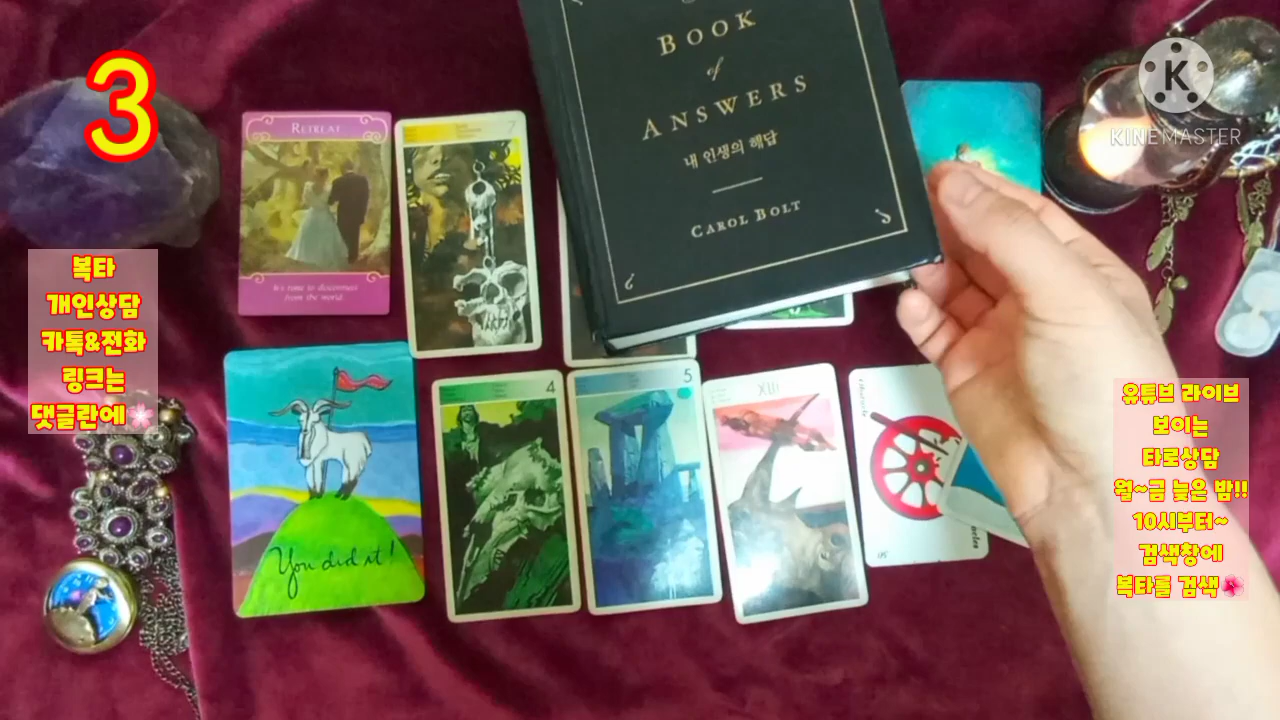 3
복타
개인상담
카톡&전화
링크는
댓글란에🌸
RETREAT
It's time to disconnect
from the world.
7
BOOK
of
ANSWERS
내 인생의 해답
CAROL BOLT
K
KINEMASTER
You did it!
4
5
XIII
유튜브 라이브
보이는
타로상담
월~금 늦은 밤!!
10시부터~
검색창에
복타를 검색🌺